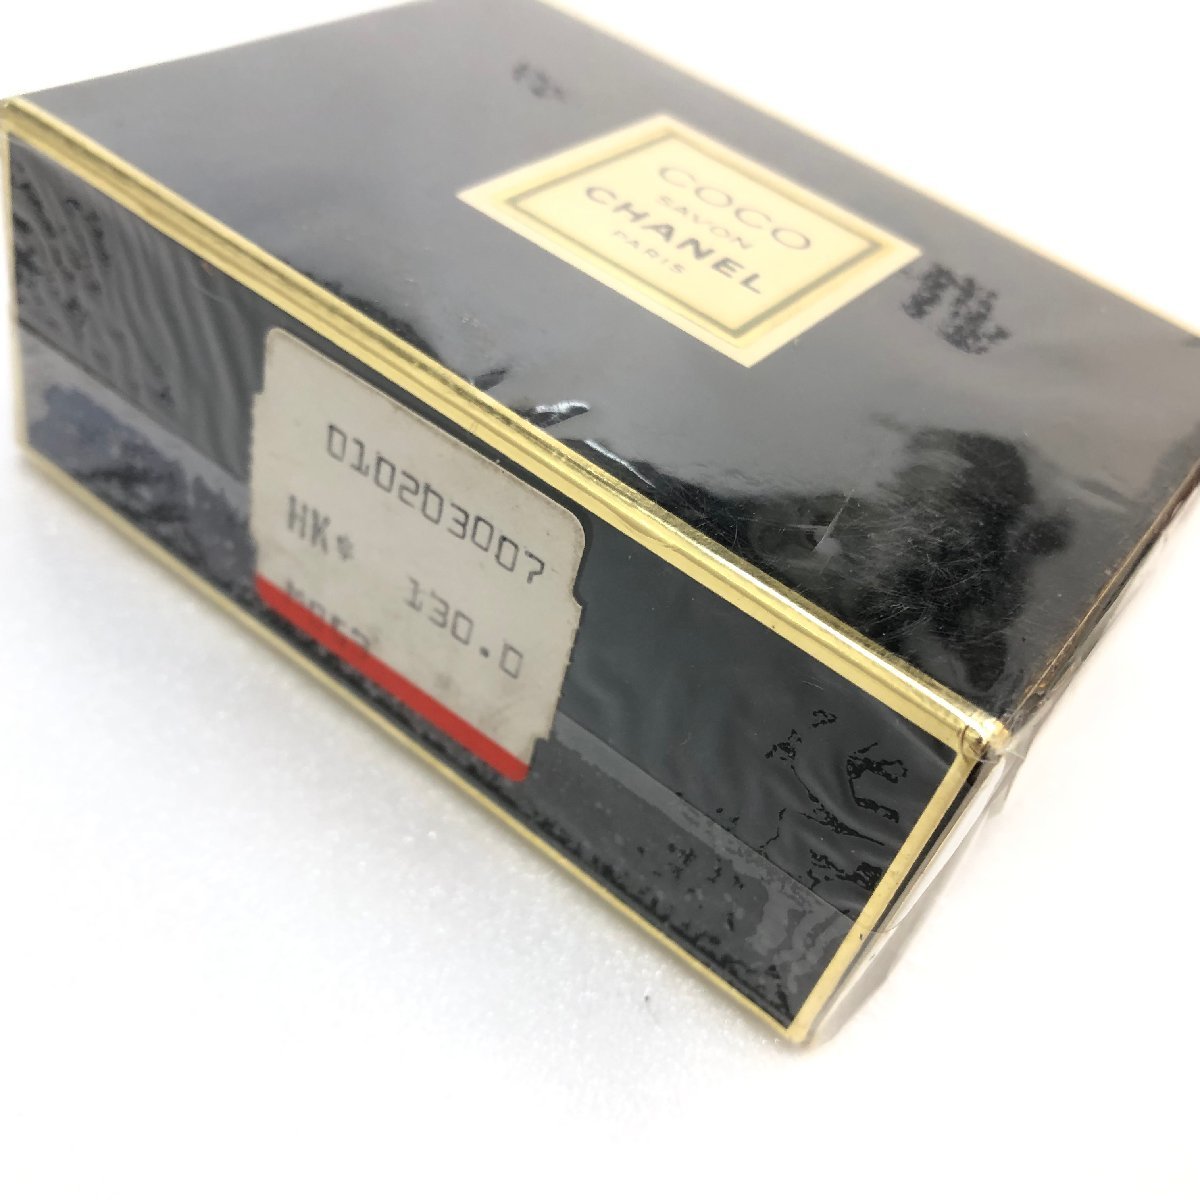 COCO
SAVON
CHANEL
PARIS
010203007
HK* 130.0